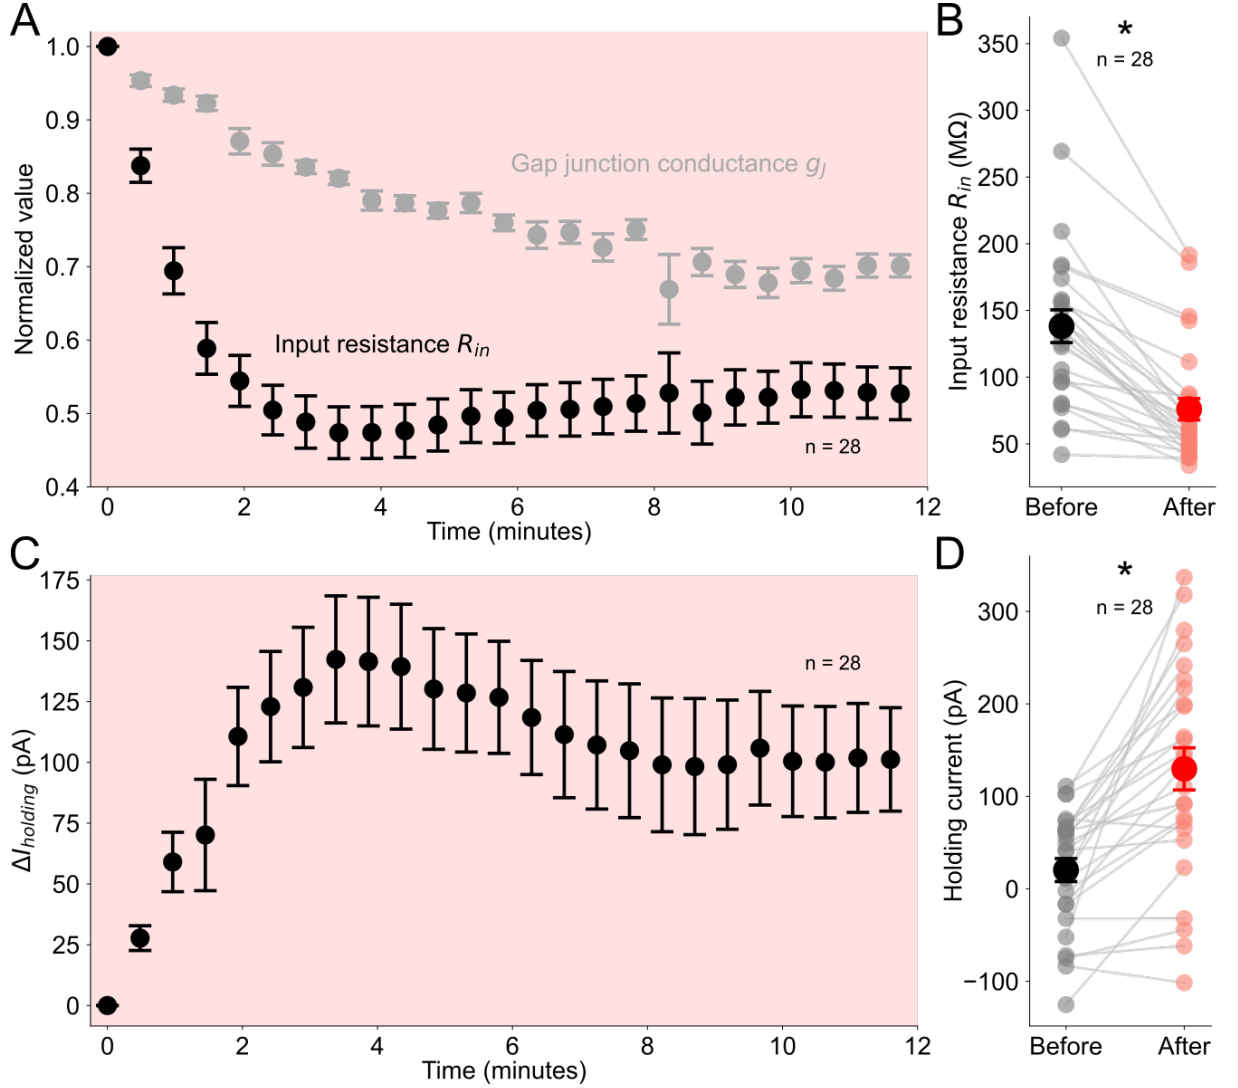 A
Normalized value
1.0
0.9
0.8
0.7
0.6
0.5
0.4
Gap junction conductance gJ
Input resistance Rin
n = 28
0
2
4
6
8
10
12
Time (minutes)
B
*
n = 28
Input resistance Rin (MΩ)
350
300
250
200
150
100
50
Before
After
C
ΔIholding (pA)
175
150
125
100
75
50
25
0
n = 28
0
2
4
6
8
10
12
Time (minutes)
D
*
n = 28
Holding current (pA)
300
200
100
0
−100
Before
After